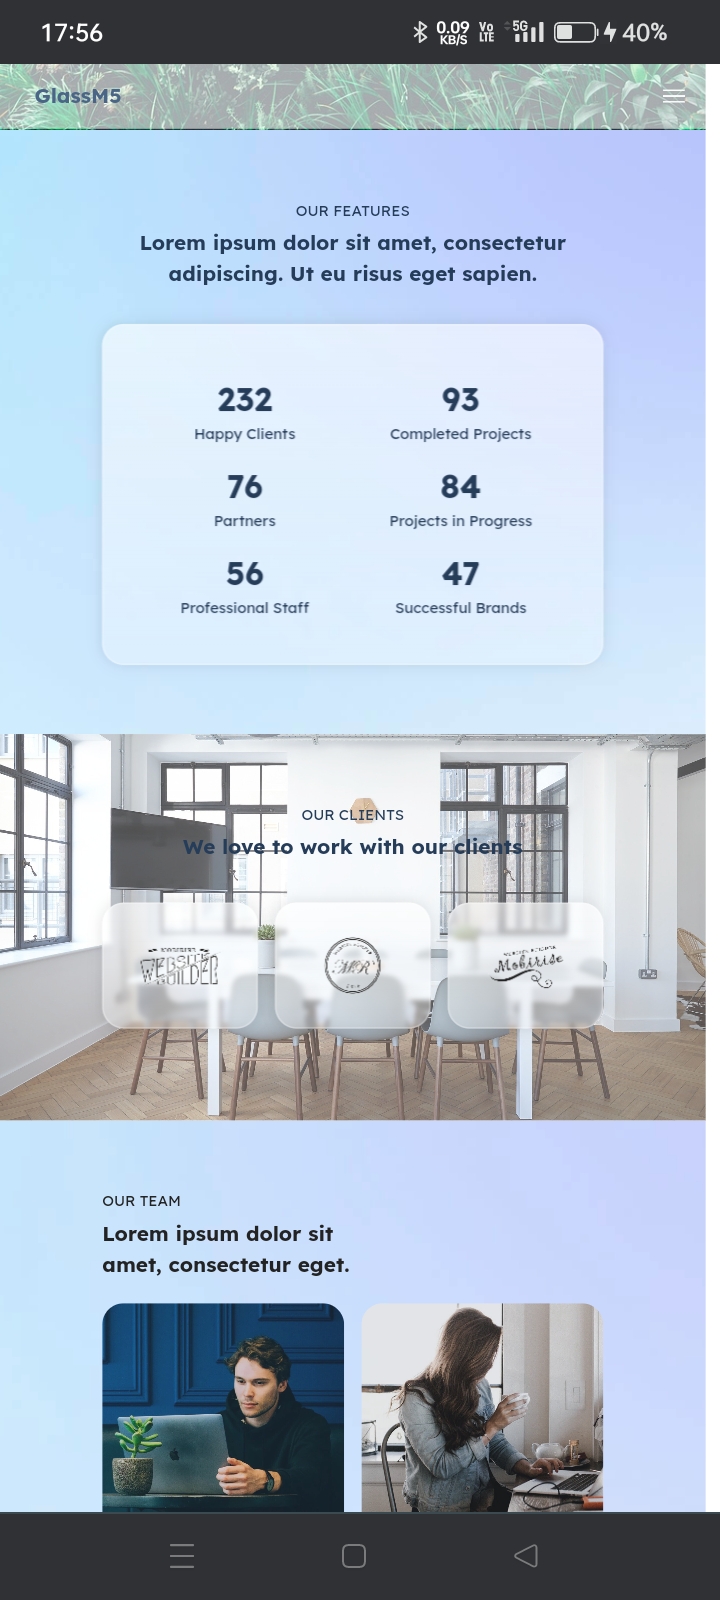 17:56
0.09
KB/S
Vo
LTE
5G
40%
GlassM5
OUR FEATURES
Lorem ipsum dolor sit amet, consectetur
adipiscing. Ut eu risus eget sapien.
232
93
Happy Clients
Completed Projects
76
84
Partners
Projects in Progress
56
47
Professional Staff
Successful Brands
OUR CLIENTS
We love to work with our clients
WEBSITE
BUILDER
MBR
Mobirise
OUR TEAM
Lorem ipsum dolor sit
amet, consectetur eget.